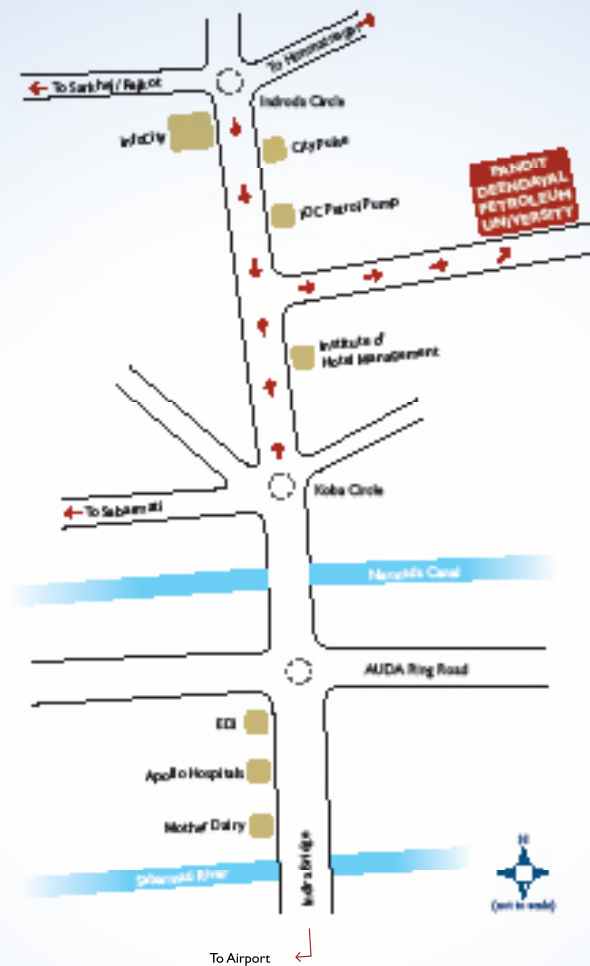 To Sarkhej / Rajkot
To Himmatnagar
Indroda Circle
InfoCity
City Pulse
IOC Petrol Pump
PANDIT
DEENDAYAL
PETROLEUM
UNIVERSITY
Institute of
Hotel Management
Koba Circle
To Sabarmati
Narmada Canal
AUDA Ring Road
EDI
Apollo Hospitals
Mother Dairy
Sabarmati River
Indira Bridge
N
(not to scale)
To Airport